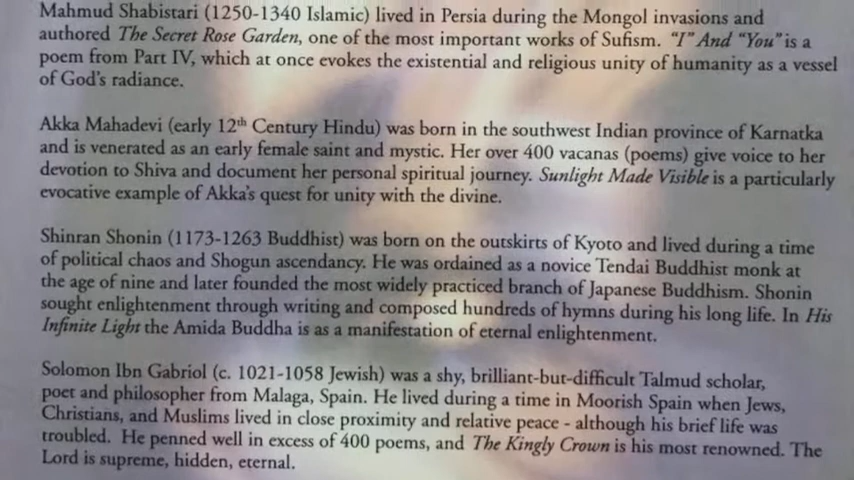 Mahmud Shabistari (1250-1340 Islamic) lived in Persia during the Mongol invasions and
authored The Secret Rose Garden, one of the most important works of Sufism. "I" And "You" is a
poem from Part IV, which at once evokes the existential and religious unity of humanity as a vessel
of God's radiance.
Akka Mahadevi (early 12th Century Hindu) was born in the southwest Indian province of Karnatka
and is venerated as an early female saint and mystic. Her over 400 vacanas (poems) give voice to her
devotion to Shiva and document her personal spiritual journey. Sunlight Made Visible is a particularly
evocative example of Akka's quest for unity with the divine.
Shinran Shonin (1173-1263 Buddhist) was born on the outskirts of Kyoto and lived during a time
of political chaos and Shogun ascendancy. He was ordained as a novice Tendai Buddhist monk at
the age of nine and later founded the most widely practiced branch of Japanese Buddhism. Shonin
sought enlightenment through writing and composed hundreds of hymns during his long life. In His
Infinite Light the Amida Buddha is as a manifestation of eternal enlightenment.
Solomon Ibn Gabriol (c. 1021-1058 Jewish) was a shy, brilliant-but-difficult Talmud scholar,
poet and philosopher from Malaga, Spain. He lived during a time in Moorish Spain when Jews,
Christians, and Muslims lived in close proximity and relative peace - although his brief life was
troubled. He penned well in excess of 400 poems, and The Kingly Crown is his most renowned. The
Lord is supreme, hidden, eternal.